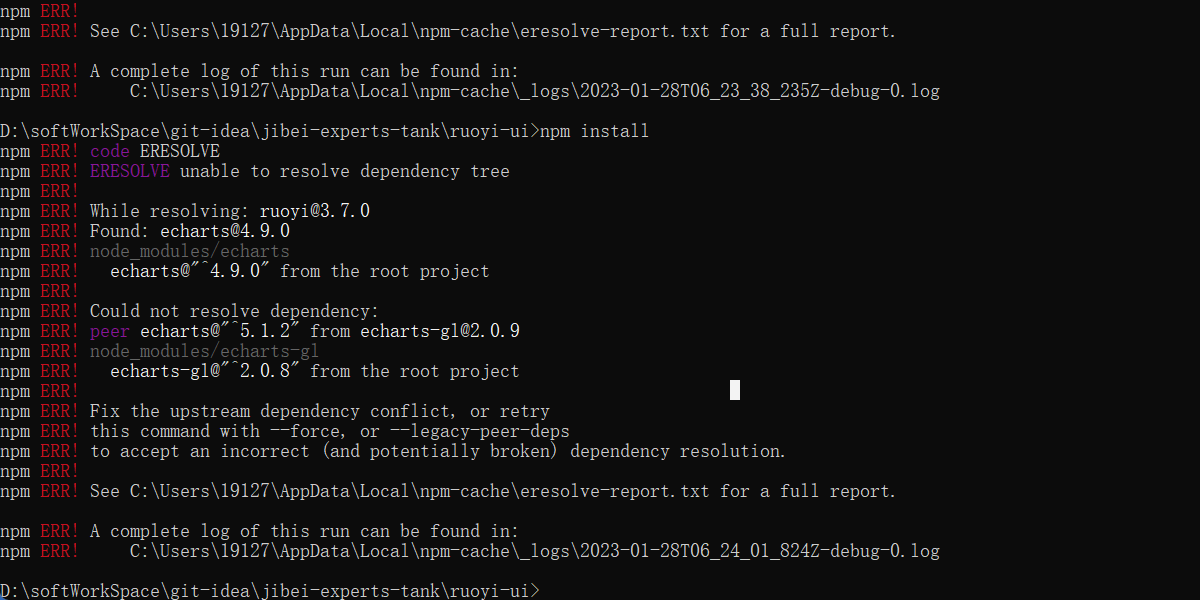 npm ERR!
npm ERR! See C:\Users\19127\AppData\Local\npm-cache\eresolve-report.txt for a full report.
npm ERR! A complete log of this run can be found in:
npm ERR!     C:\Users\19127\AppData\Local\npm-cache\_logs\2023-01-28T06_23_38_235Z-debug-0.log
D:\softWorkSpace\git-idea\jibei-experts-tank\ruoyi-ui>npm install
npm ERR! code ERESOLVE
npm ERR! ERESOLVE unable to resolve dependency tree
npm ERR!
npm ERR! While resolving: ruoyi@3.7.0
npm ERR! Found: echarts@4.9.0
npm ERR! node_modules/echarts
npm ERR!   echarts@"^4.9.0" from the root project
npm ERR!
npm ERR! Could not resolve dependency:
npm ERR! peer echarts@"^5.1.2" from echarts-gl@2.0.9
npm ERR! node_modules/echarts-gl
npm ERR!   echarts-gl@"^2.0.8" from the root project
npm ERR!
npm ERR! Fix the upstream dependency conflict, or retry
npm ERR! this command with --force, or --legacy-peer-deps
npm ERR! to accept an incorrect (and potentially broken) dependency resolution.
npm ERR!
npm ERR! See C:\Users\19127\AppData\Local\npm-cache\eresolve-report.txt for a full report.
npm ERR! A complete log of this run can be found in:
npm ERR!     C:\Users\19127\AppData\Local\npm-cache\_logs\2023-01-28T06_24_01_824Z-debug-0.log
D:\softWorkSpace\git-idea\jibei-experts-tank\ruoyi-ui>